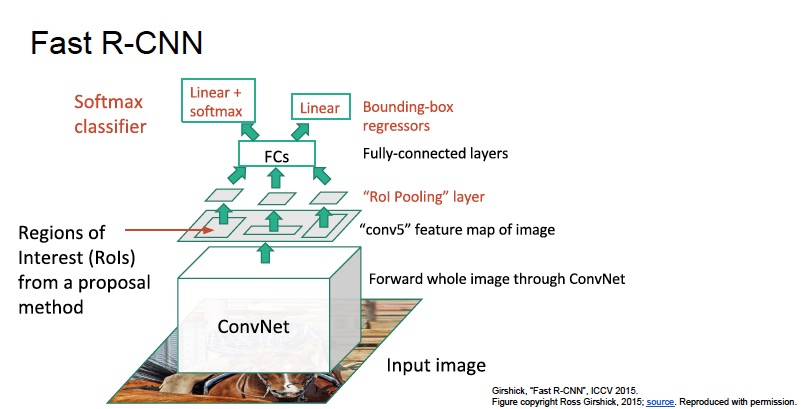 Fast R-CNN
Softmax
classifier
Linear +
softmax
Linear
Bounding-box
regressors
FCs
Fully-connected layers
“RoI Pooling” layer
“conv5” feature map of image
Regions of
Interest (RoIs)
from a proposal
method
Forward whole image through ConvNet
ConvNet
Input image
Girshick, "Fast R-CNN", ICCV 2015.
Figure copyright Ross Girshick, 2015; source. Reproduced with permission.